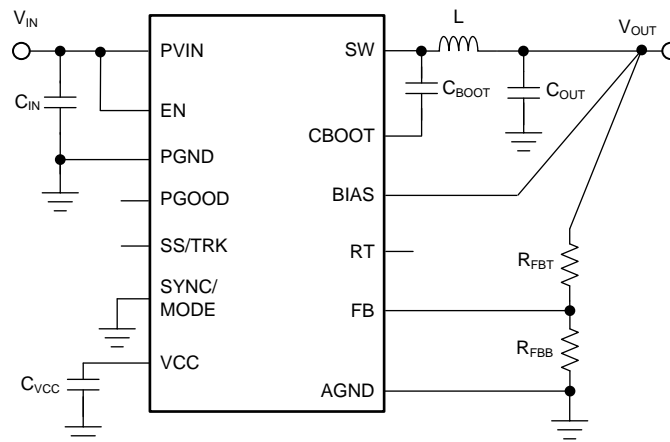 VIN
L
VOUT
PVIN
SW
CIN
CBOOT
COUT
EN
CBOOT
PGND
PGOOD
BIAS
SS/TRK
RT
RFBT
SYNC/
MODE
FB
VCC
RFBB
CVCC
AGND